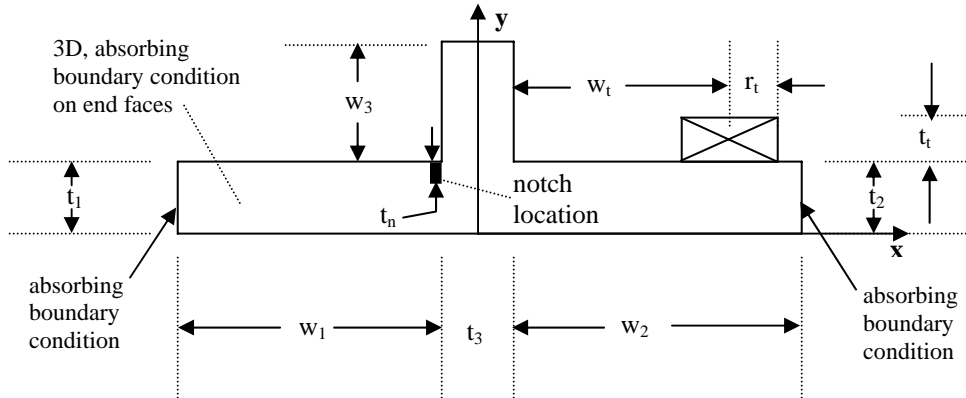 y
3D, absorbing
boundary condition
on end faces
w3
wt
rt
tt
t1
tn
notch
location
t2
x
absorbing
boundary
condition
w1
t3
w2
absorbing
boundary
condition